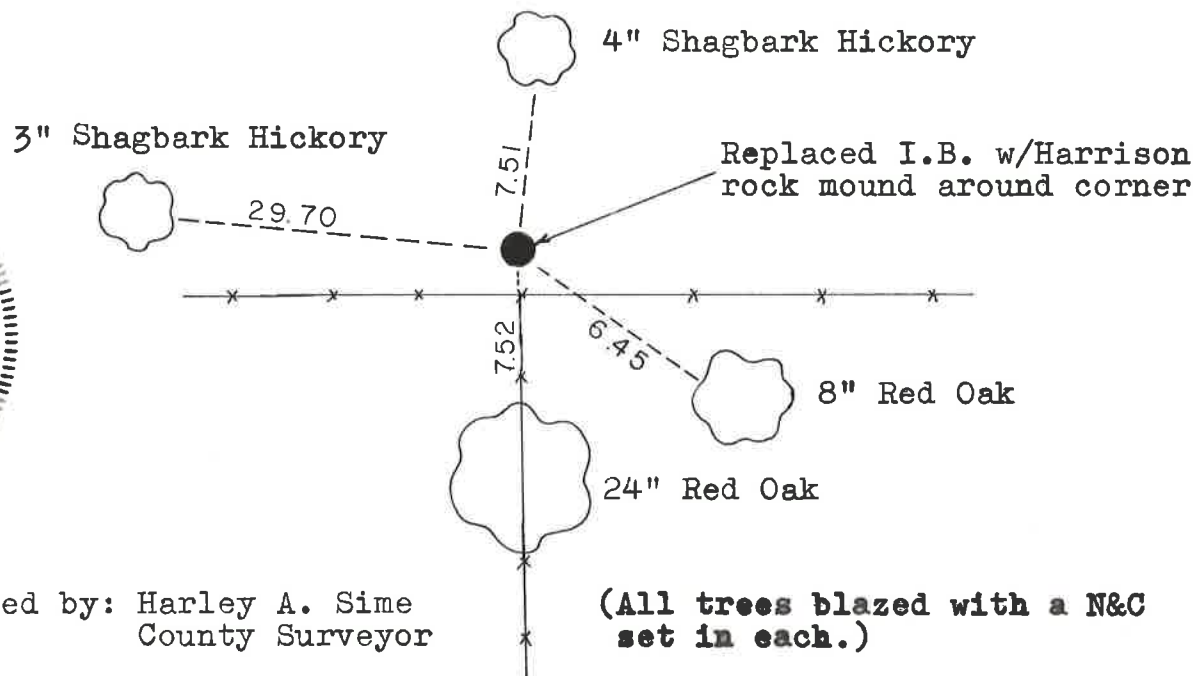 4" Shagbark Hickory
3" Shagbark Hickory
Replaced I.B. w/Harrison
rock mound around corner
7.51
29.70
7.52
6.45
8" Red Oak
24" Red Oak
ed by: Harley A. Sime
County Surveyor
(All trees blazed with a N&C
set in each.)